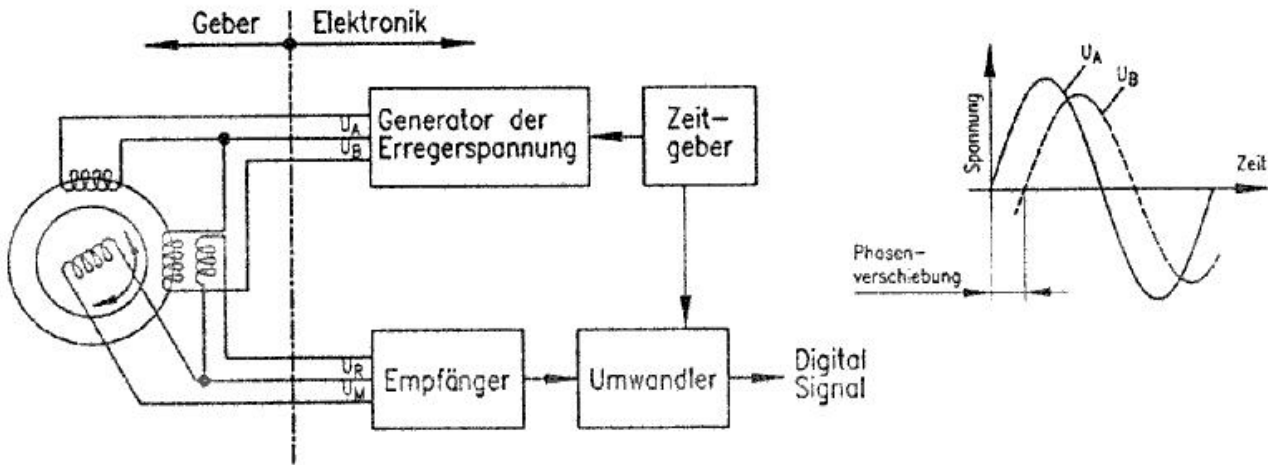 Geber
Elektronik
U_A
U_B
Generator der
Erregerspannung
Zeit-
geber
U_R
U_M
Empfänger
Umwandler
Digital
Signal
Spannung
U_A
U_B
Zeit
Phasen-
verschiebung